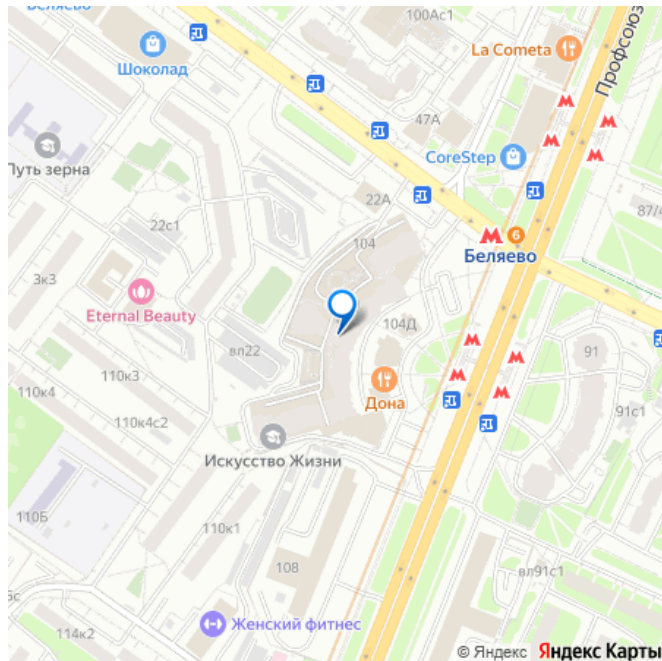 Беляево
100Ас1
La Cometa
Профсоюз
Шоколад
47А
CoreStep
Путь зерна
22А
22с1
104
87/4
6
Беляево
3к3
Eternal Beauty
104Д
вл22
91
110к3
110к4
Дона
91с1
110к4с2
Искусство Жизни
110Б
110к1
108
вл91с1
5с
Женский фитнес
114к2
© Яндекс Яндекс Карты